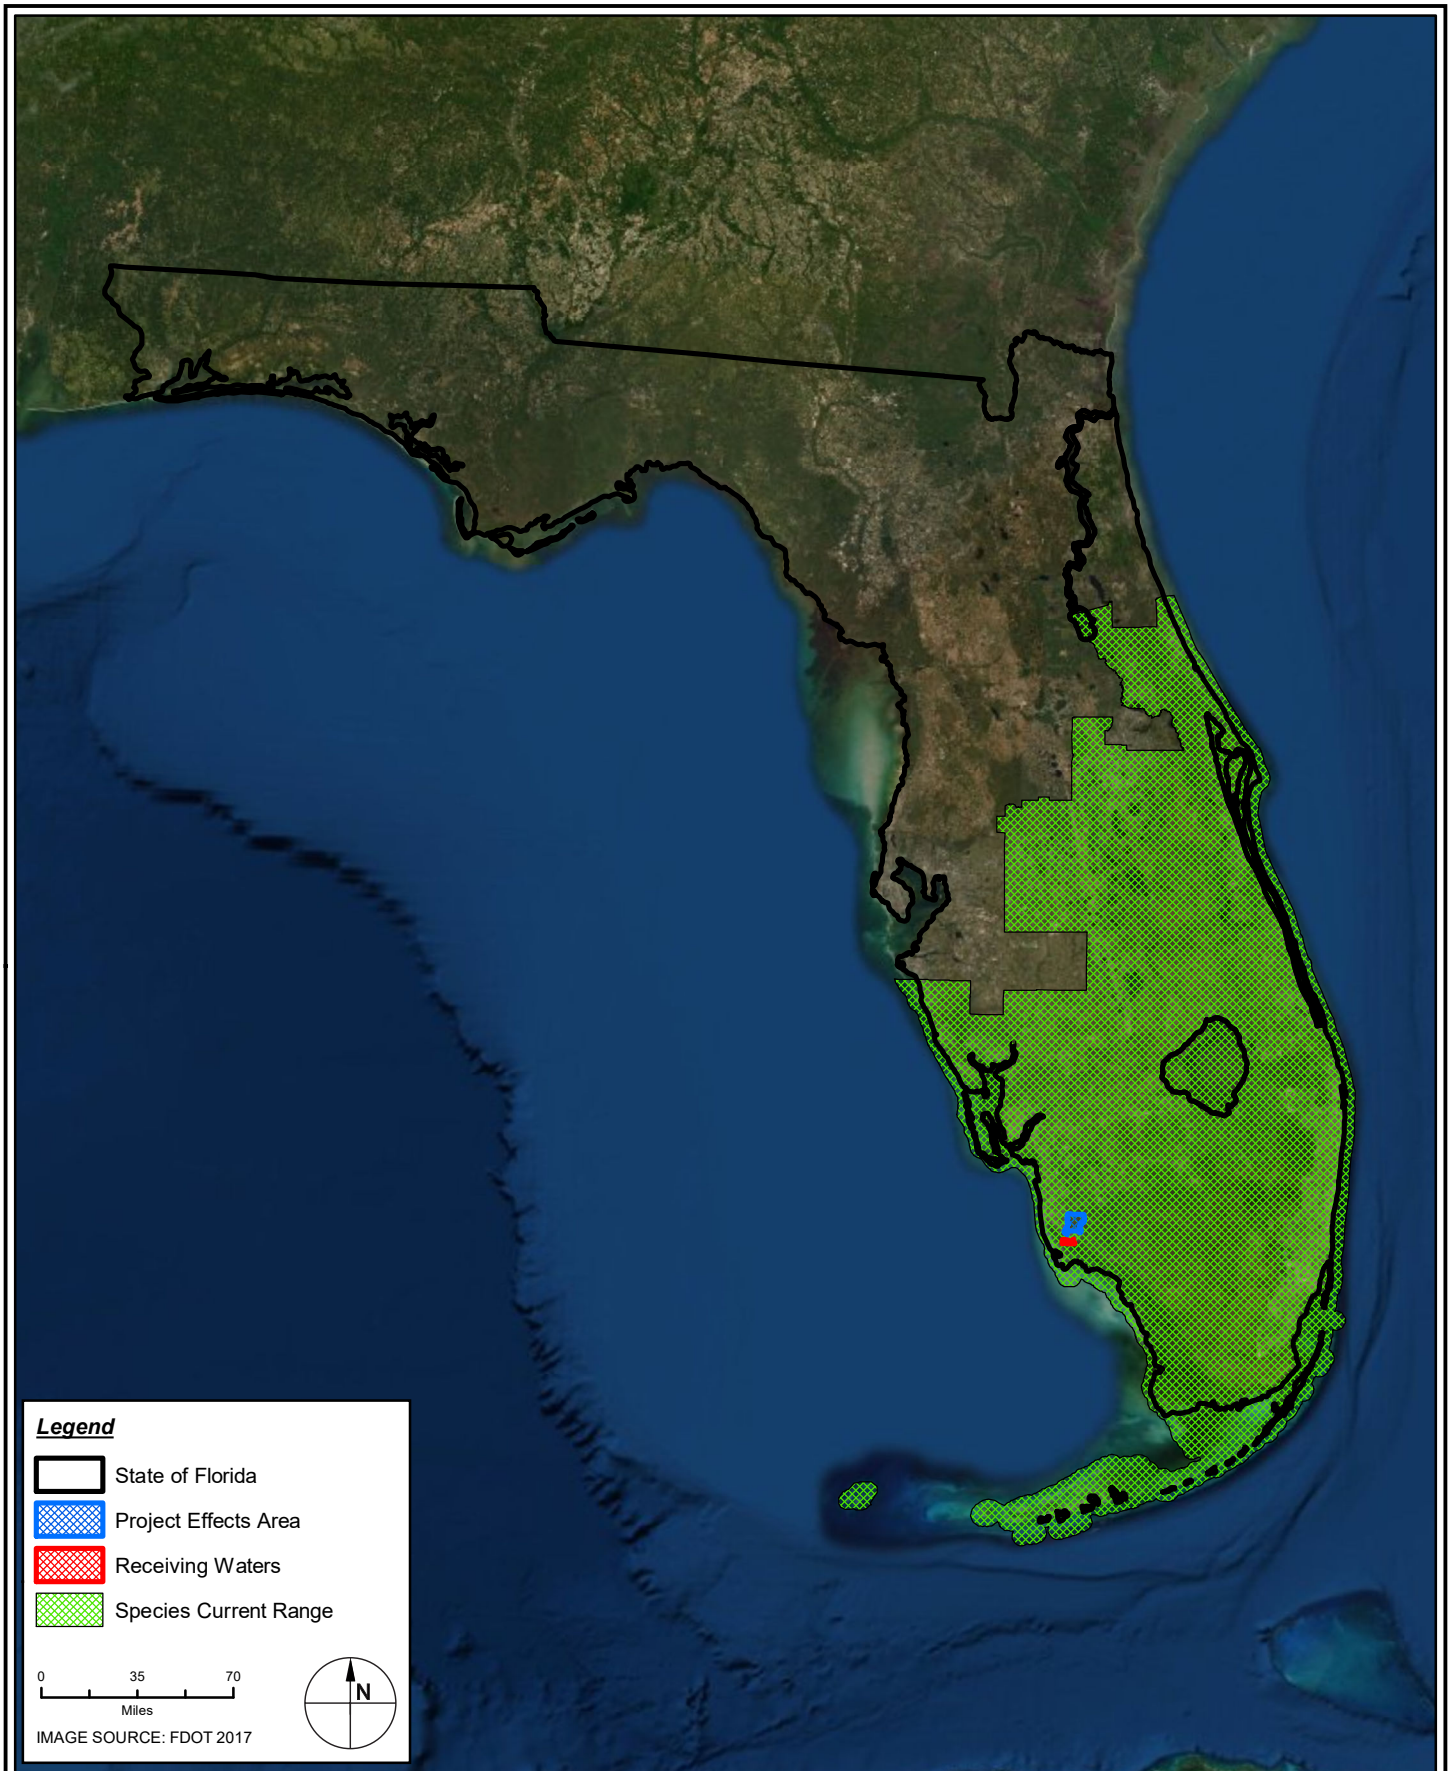 Legend
State of Florida
Project Effects Area
Receiving Waters
Species Current Range
0 35 70
Miles
N
IMAGE SOURCE: FDOT 2017